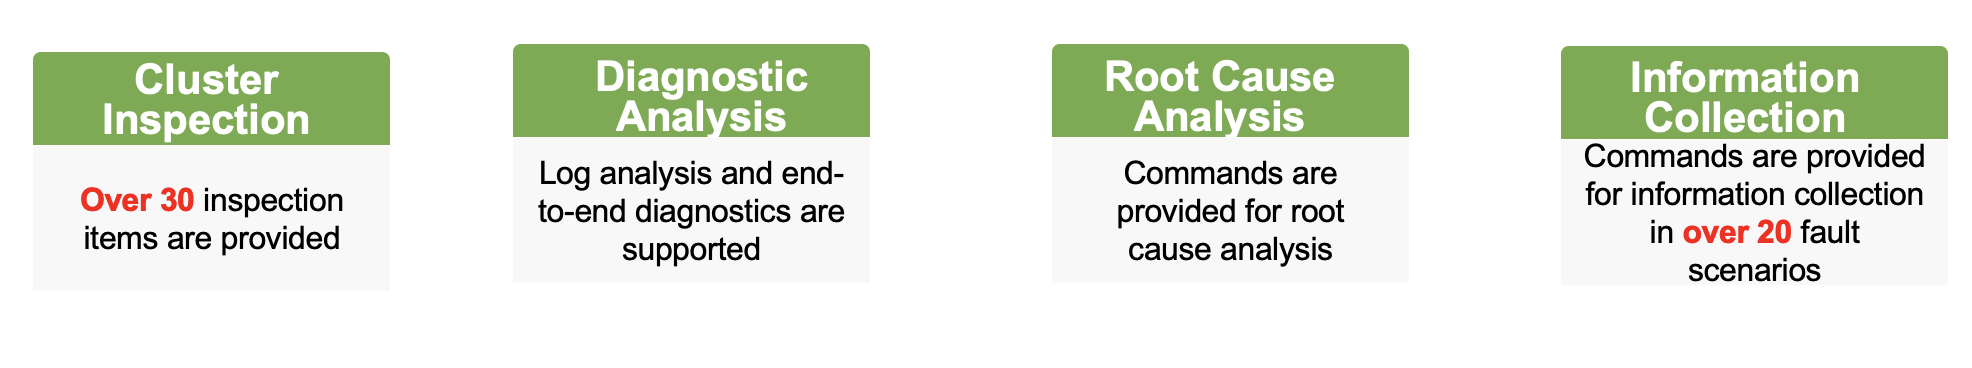 Cluster
Inspection
Over 30 inspection
items are provided
Diagnostic
Analysis
Log analysis and end-
to-end diagnostics are
supported
Root Cause
Analysis
Commands are
provided for root
cause analysis
Information
Collection
Commands are provided
for information collection
in over 20 fault
scenarios